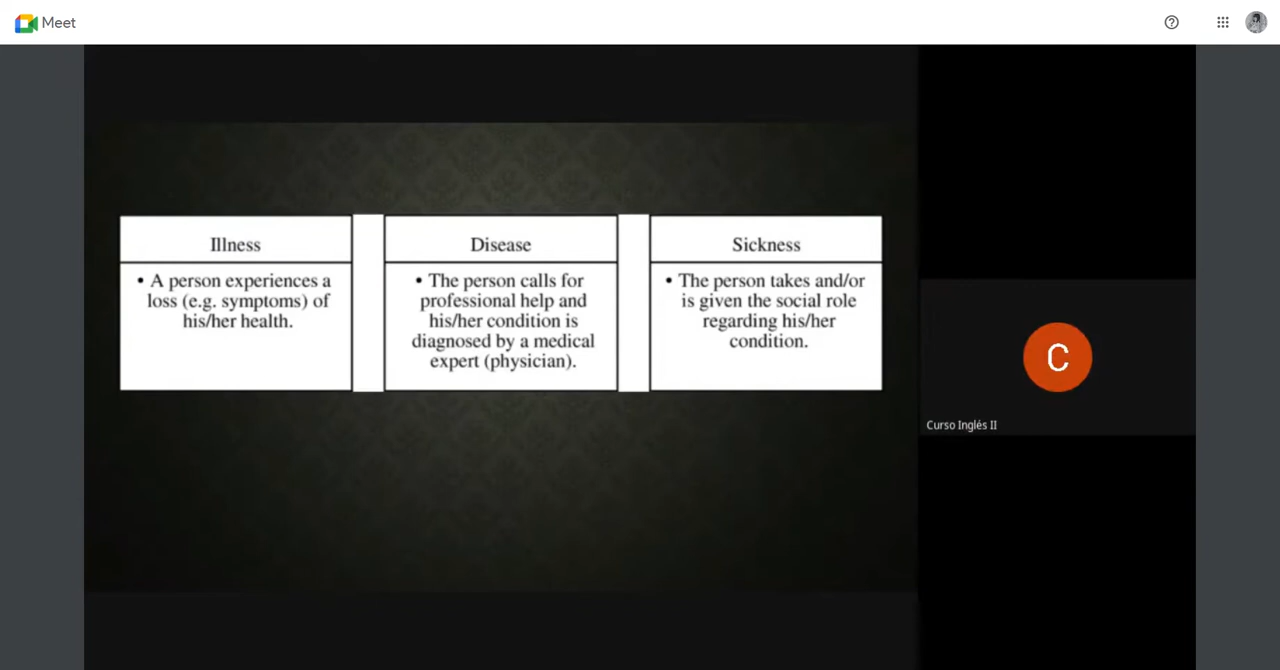 Meet
Illness
• A person experiences a
loss (e.g. symptoms) of
his/her health.
Disease
• The person calls for
professional help and
his/her condition is
diagnosed by a medical
expert (physician).
Sickness
• The person takes and/or
is given the social role
regarding his/her
condition.
C
Curso Inglés II